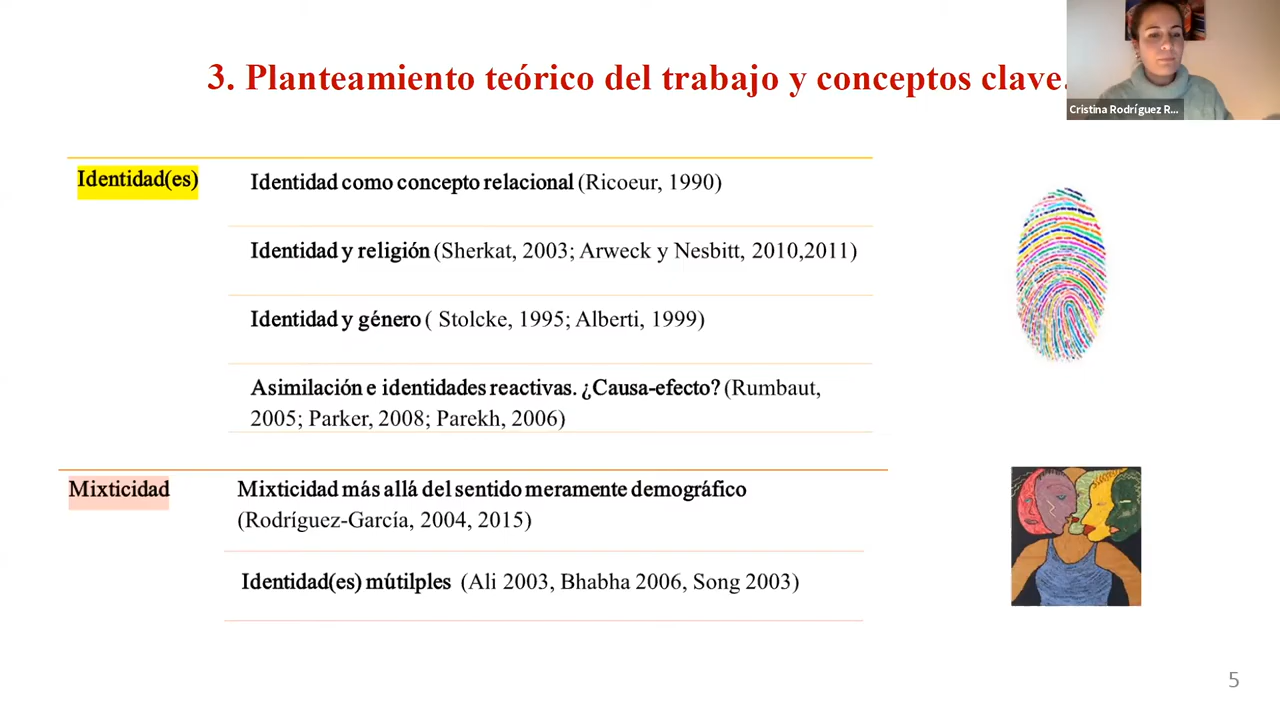 3. Planteamiento teórico del trabajo y conceptos clave.
Cristina Rodríguez R...
Identidad(es)
Identidad como concepto relacional (Ricoeur, 1990)
Identidad y religión (Sherkat, 2003; Arweck y Nesbitt, 2010,2011)
Identidad y género ( Stolcke, 1995; Alberti, 1999)
Asimilación e identidades reactivas. ¿Causa-efecto? (Rumbaut,
2005; Parker, 2008; Parekh, 2006)
Mixticidad
Mixticidad más allá del sentido meramente demográfico
(Rodríguez-García, 2004, 2015)
Identidad(es) mútilples (Ali 2003, Bhabha 2006, Song 2003)
5